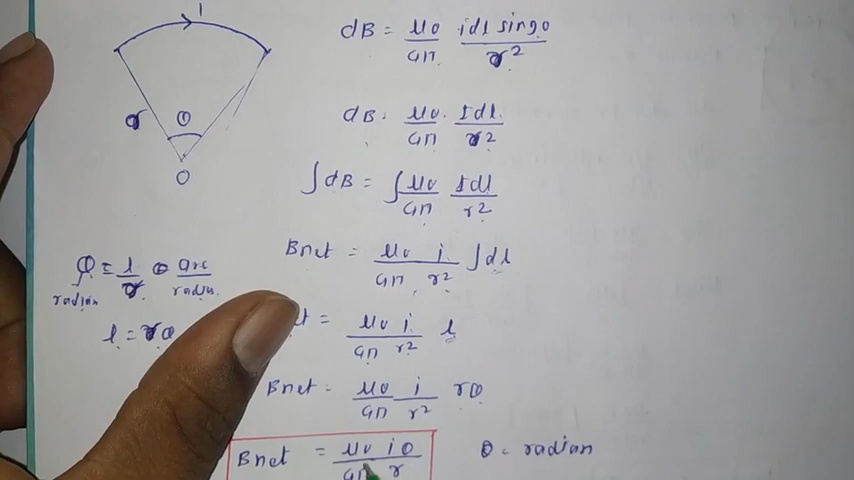 i
dB = μ0/4π idl sin90/r²
r θ
dB = μ0/4π . Idl/r²
O
∫dB = ∫μ0/4π Idl/r²
Bnet = μ0/4π i/r² ∫dl
θ = l/r = arc/radius
radian
l = rθ
= μ0/4π i/r² l
Bnet = μ0/4π i/r² rθ
Bnet = μ0/4π iθ/r θ = radian